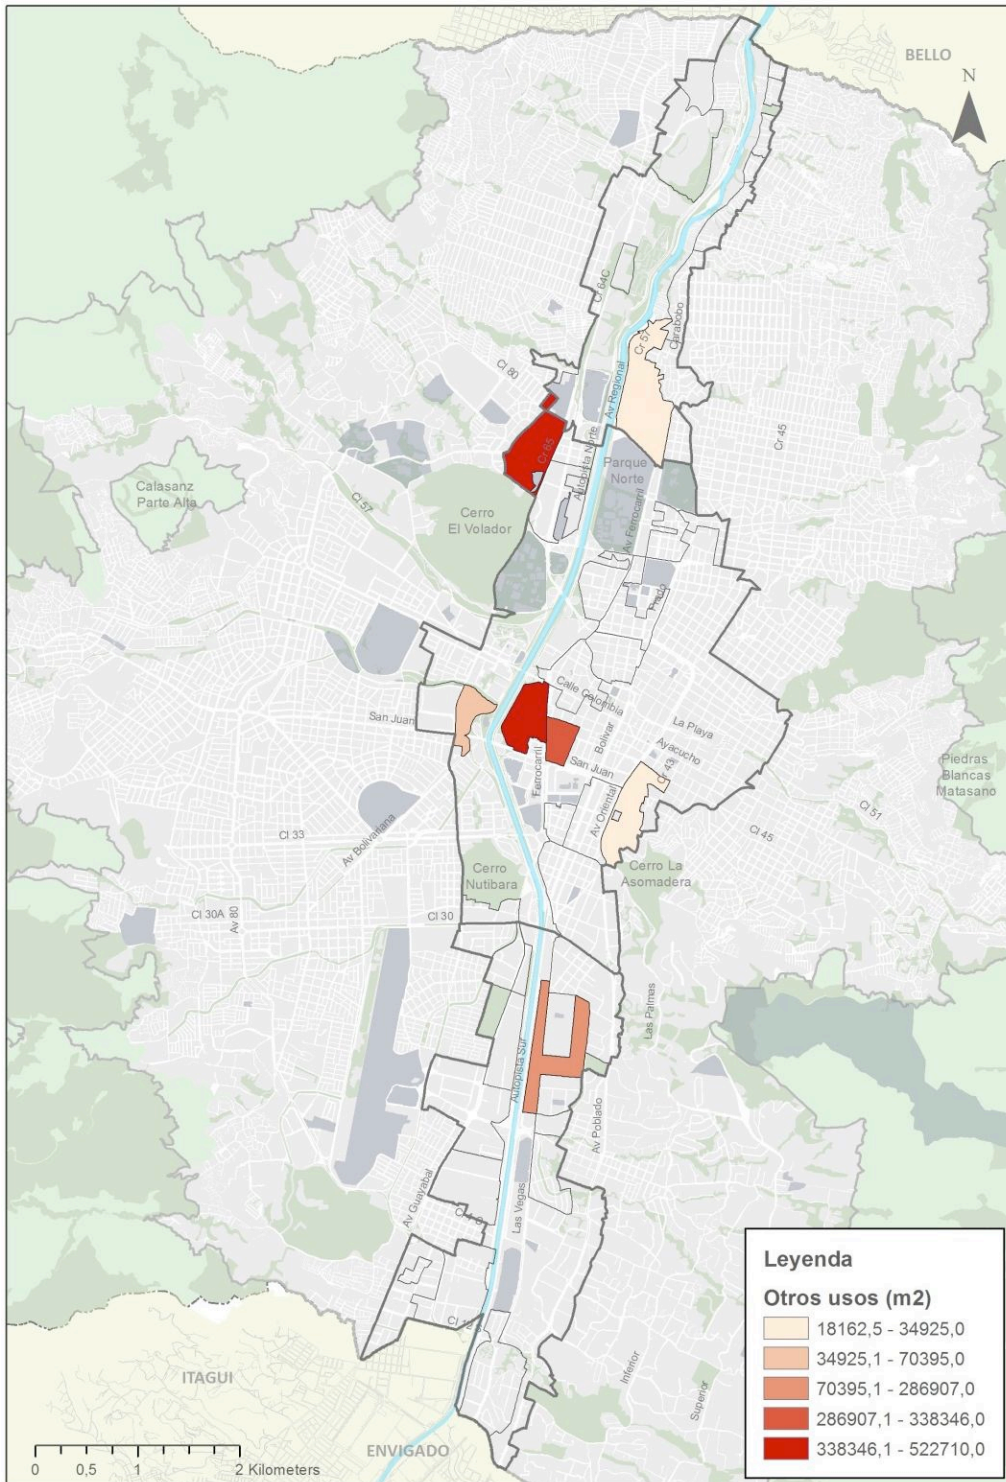 BELLO
N
Cr 64C
Carabobo
Cr 57
Cl 80
Av Regional
Cr 65
Autopista Norte
Cr 45
Parque
Norte
Calasanz
Parte Alta
Cl 57
Cerro
El Volador
Av Ferrocarril
Prado
Calle Colombia
San Juan
La Playa
Bolivar
Ayacucho
San Juan
Ferrocarril
Cr 43
Piedras
Blancas
Matasano
Av Oriental
Cl 51
Cl 45
Cl 33
Av Bolivariana
Cerro
Nutibara
Cerro La
Asomadera
Cl 30A
Av 80
Cl 30
Las Palmas
Autopista Sur
Av Poblado
Av Guayabal
Las Vegas
Inferior
Superior
ITAGUI
ENVIGADO
0 0,5 1 2 Kilometers
Leyenda
Otros usos (m2)
18162,5 - 34925,0
34925,1 - 70395,0
70395,1 - 286907,0
286907,1 - 338346,0
338346,1 - 522710,0